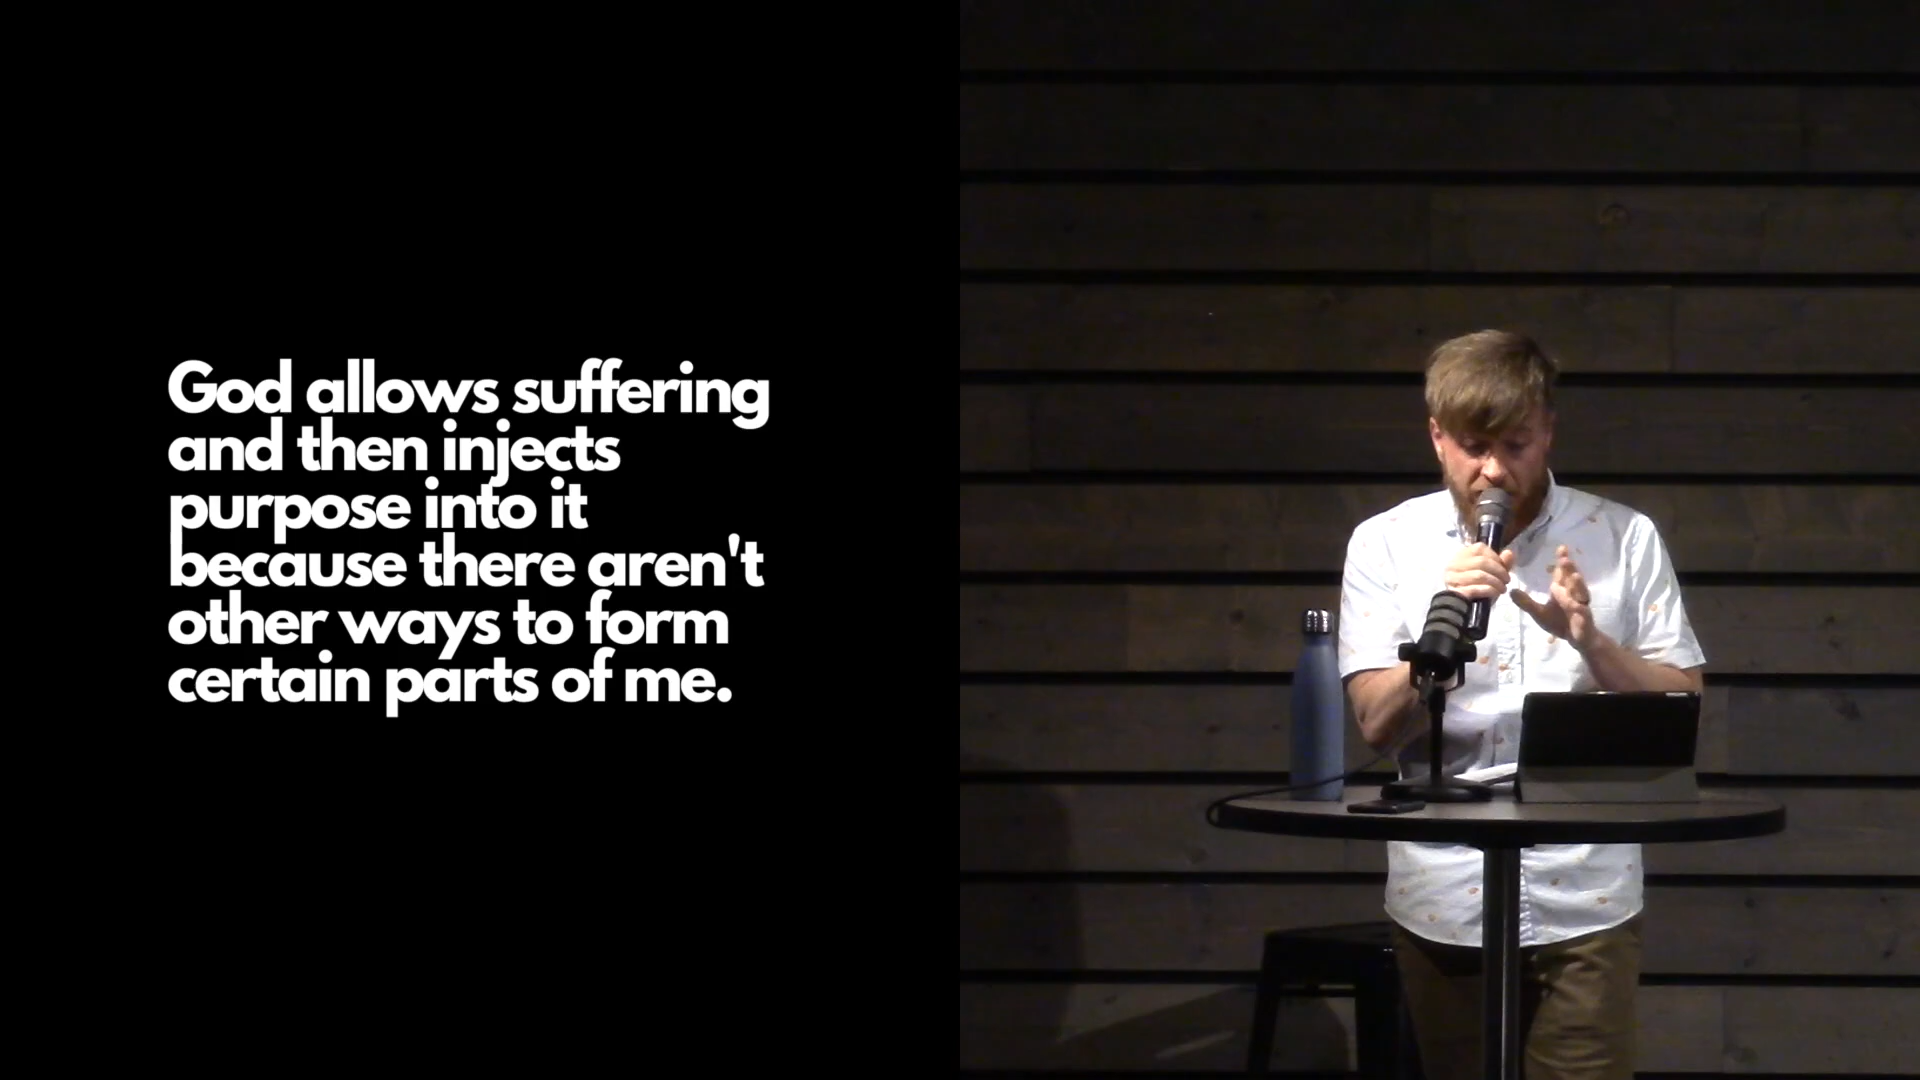 God allows suffering
and then injects
purpose into it
because there aren't
other ways to form
certain parts of me.